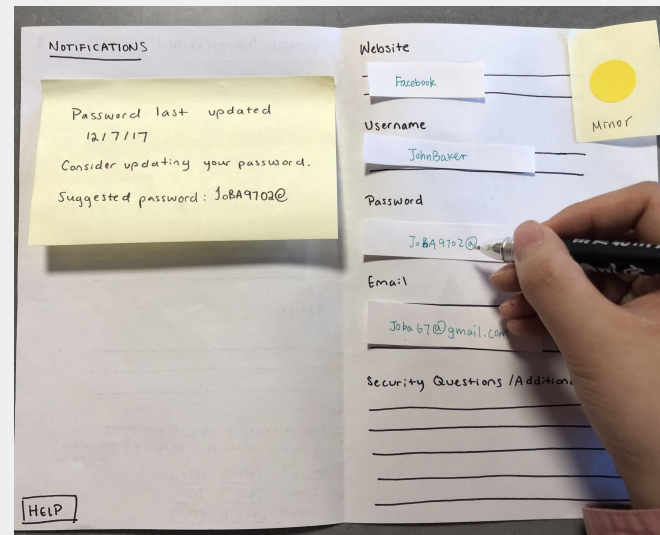 NOTIFICATIONS
Password last updated
12/7/17
Consider updating your password.
Suggested password: JoBA9702@
HELP
Website
Facebook
Username
JohnBaker
Password
JoBA9702@
Email
Joba67@gmail.com
Security Questions /Addition
Minor